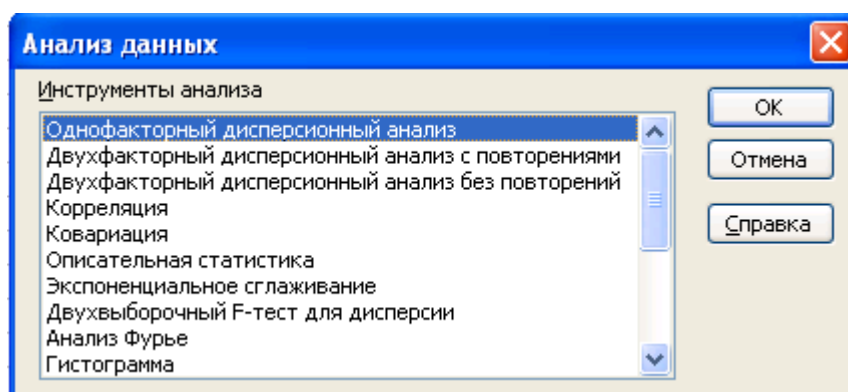 Анализ данных
Инструменты анализа
Однофакторный дисперсионный анализ
Двухфакторный дисперсионный анализ с повторениями
Двухфакторный дисперсионный анализ без повторений
Корреляция
Ковариация
Описательная статистика
Экспоненциальное сглаживание
Двухвыборочный F-тест для дисперсии
Анализ Фурье
Гистограмма
ОК
Отмена
Справка